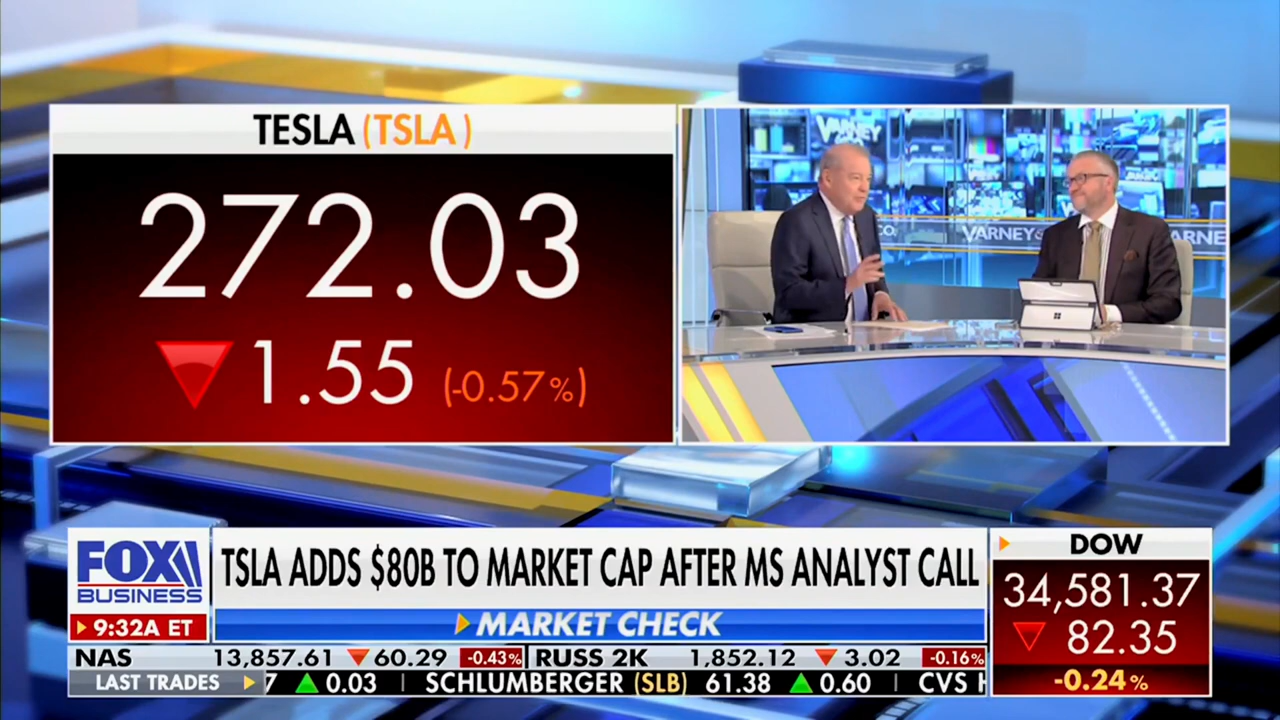 TESLA (TSLA)
272.03
1.55 (-0.57%)
VARNEY
VARNEY&
CO.
VARNE
FOX
BUSINESS
9:32A ET
TSLA ADDS $80B TO MARKET CAP AFTER MS ANALYST CALL
MARKET CHECK
DOW
34,581.37
82.35
-0.24%
NAS 13,857.61 60.29 -0.43% RUSS 2K 1,852.12 3.02 -0.16%
LAST TRADES 7 0.03 | SCHLUMBERGER (SLB) 61.38 0.60 | CVS H